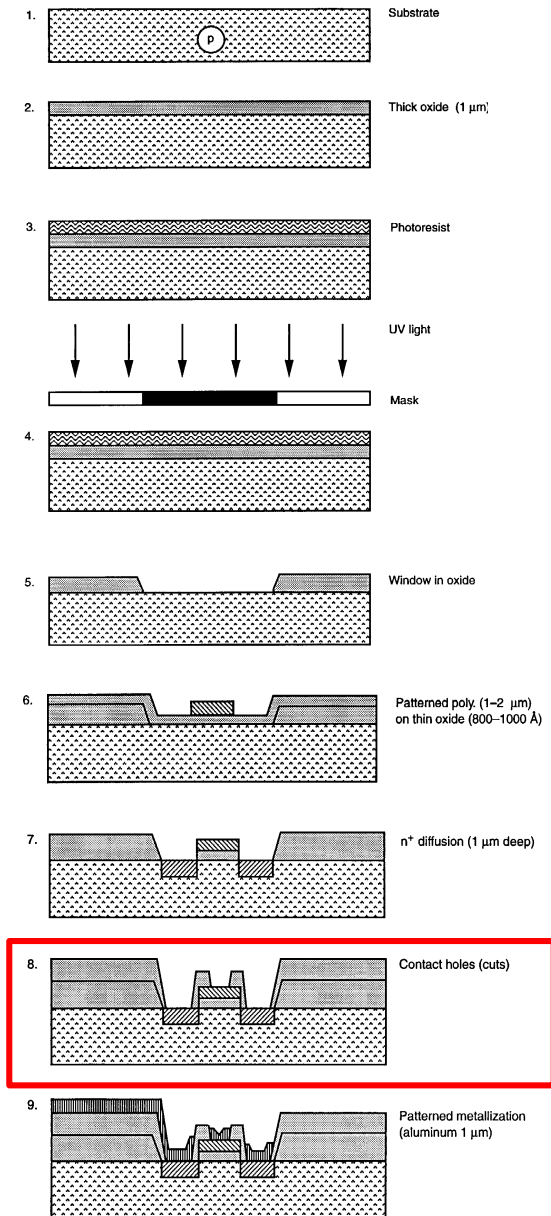 1.
Substrate
p
2.
Thick oxide (1 μm)
3.
Photoresist
UV light
Mask
4.
5.
Window in oxide
6.
Patterned poly. (1–2 μm)
on thin oxide (800–1000 Å)
7.
n⁺ diffusion (1 μm deep)
8.
Contact holes (cuts)
9.
Patterned metallization
(aluminum 1 μm)